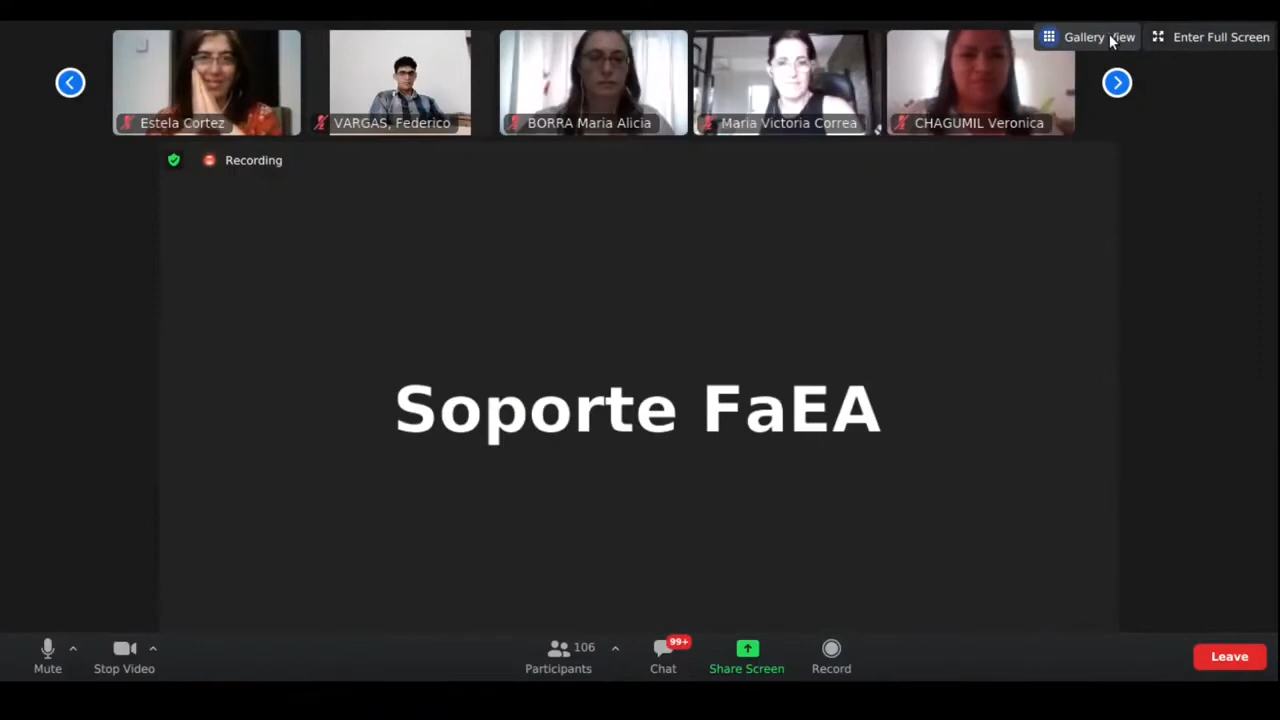 Gallery View
Enter Full Screen
Estela Cortez
VARGAS, Federico
BORRA Maria Alicia
Maria Victoria Correa
CHAGUMIL Veronica
Recording
Soporte FaEA
Mute
Stop Video
106
Participants
99+
Chat
Share Screen
Record
Leave